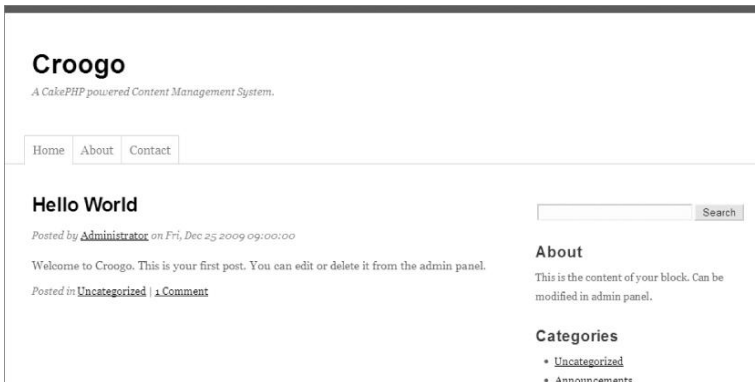 Croogo
A CakePHP powered Content Management System.
Home About Contact
Hello World
Posted by Administrator on Fri, Dec 25 2009 09:00:00
Welcome to Croogo. This is your first post. You can edit or delete it from the admin panel.
Posted in Uncategorized | 1 Comment
Search
About
This is the content of your block. Can be
modified in admin panel.
Categories
• Uncategorized
• Announcements